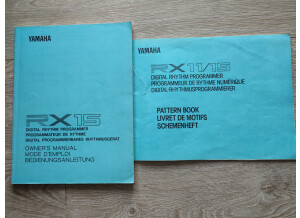 YAMAHA
RX15
DIGITAL RHYTHM PROGRAMMER
PROGRAMMATEUR DE RYTHME
DIGITAL PROGRAMMIERBARES RHYTHMUSGERÄT
OWNER'S MANUAL
MODE D'EMPLOI
BEDIENUNGSANLEITUNG
YAMAHA
RX11/15
DIGITAL RHYTHM PROGRAMMER
PROGRAMMEUR DE RYTHME NUMÉRIQUE
DIGITAL-RHYTHMUSPROGRAMMIERER
PATTERN BOOK
LIVRET DE MOTIFS
SCHEMENHEFT